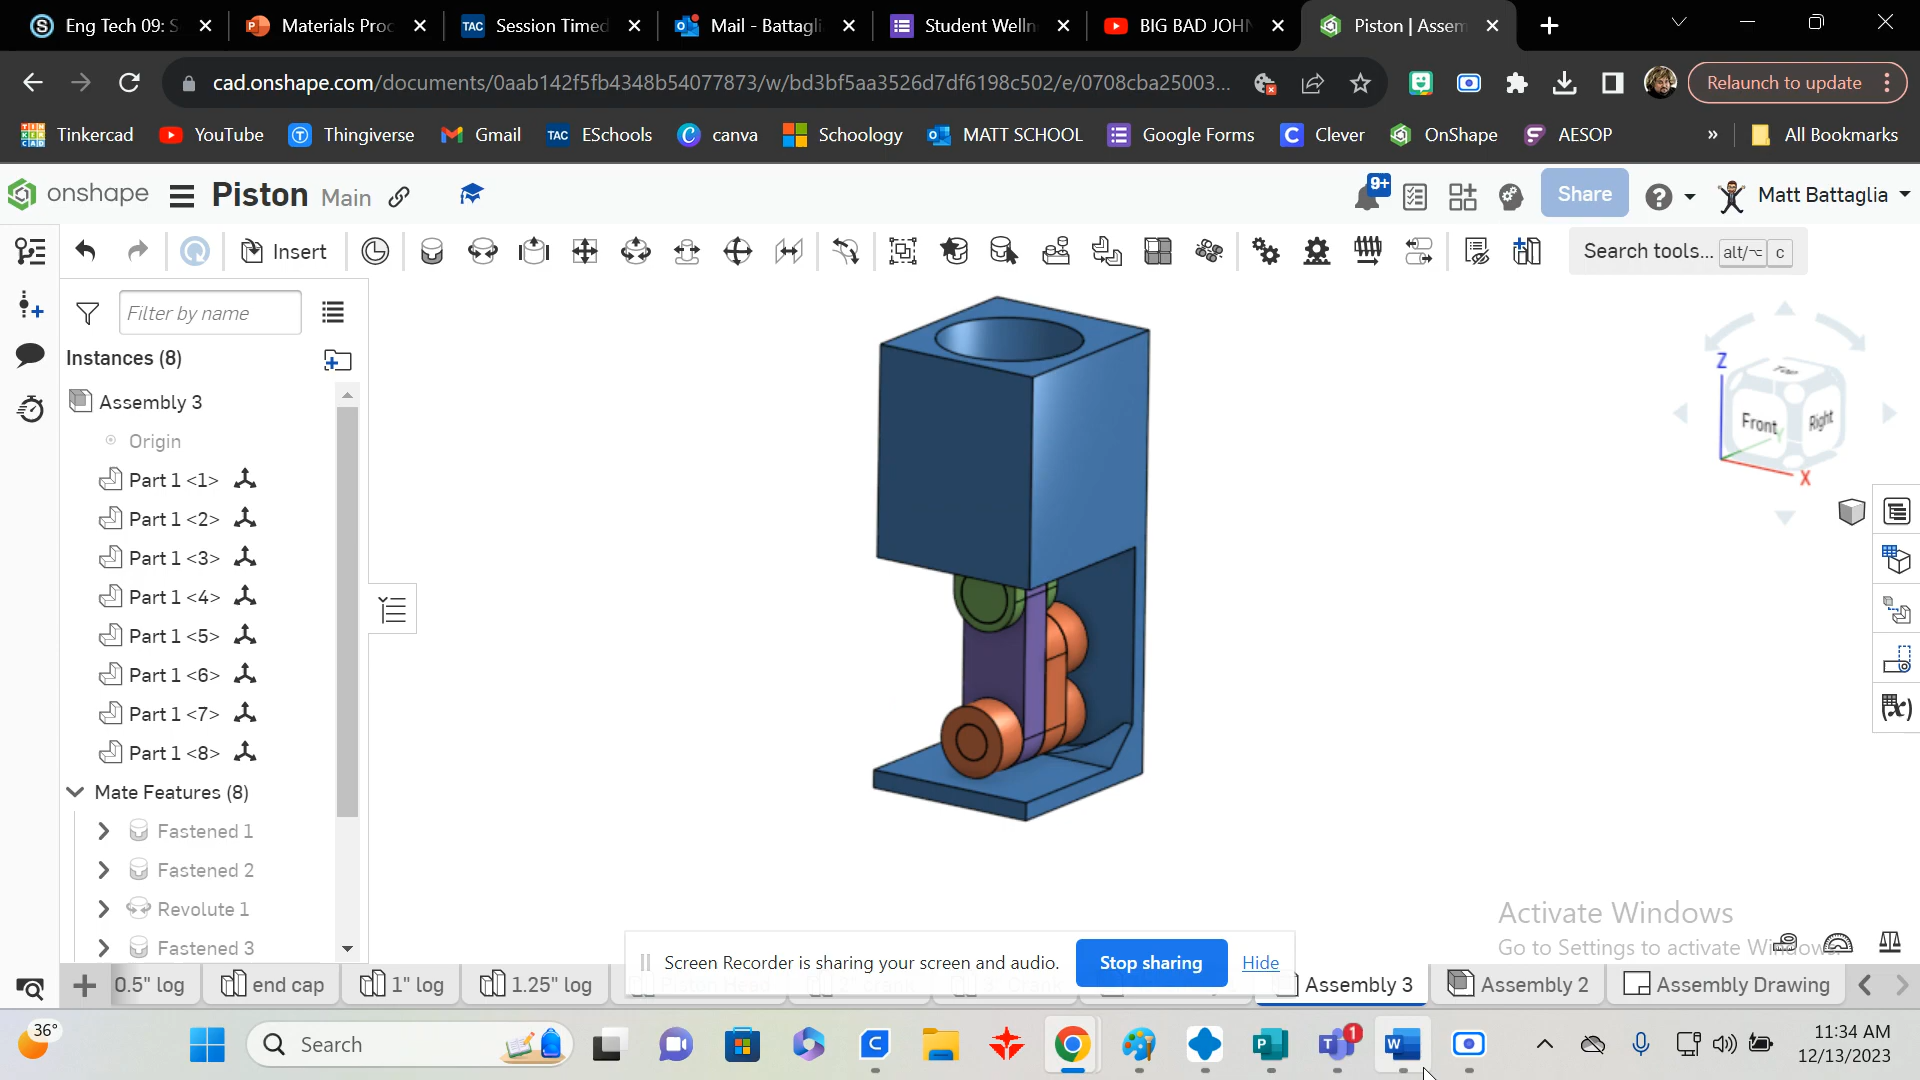 Eng Tech 09: S
Materials Proc
Session Timed
Mail - Battagli
Student Welln
BIG BAD JOHN
Piston | Assem
cad.onshape.com/documents/0aab142f5fb4348b54077873/w/bd3bf5aa3526d7df6198c502/e/0708cba25003...
Relaunch to update
Tinkercad
YouTube
Thingiverse
Gmail
TAC ESchools
canva
Schoology
MATT SCHOOL
Google Forms
Clever
OnShape
AESOP
»
All Bookmarks
onshape
Piston Main
9+
Share
Matt Battaglia
Insert
Search tools... alt/⌥ c
Filter by name
Instances (8)
Assembly 3
Origin
Part 1 <1>
Part 1 <2>
Part 1 <3>
Part 1 <4>
Part 1 <5>
Part 1 <6>
Part 1 <7>
Part 1 <8>
Mate Features (8)
Fastened 1
Fastened 2
Revolute 1
Fastened 3
Z
Top
Front
Right
X
Activate Windows
Go to Settings to activate Windows
Screen Recorder is sharing your screen and audio.
Stop sharing
Hide
0.5" log
end cap
1" log
1.25" log
Assembly 3
Assembly 2
Assembly Drawing
36°
Search
1
11:34 AM
12/13/2023